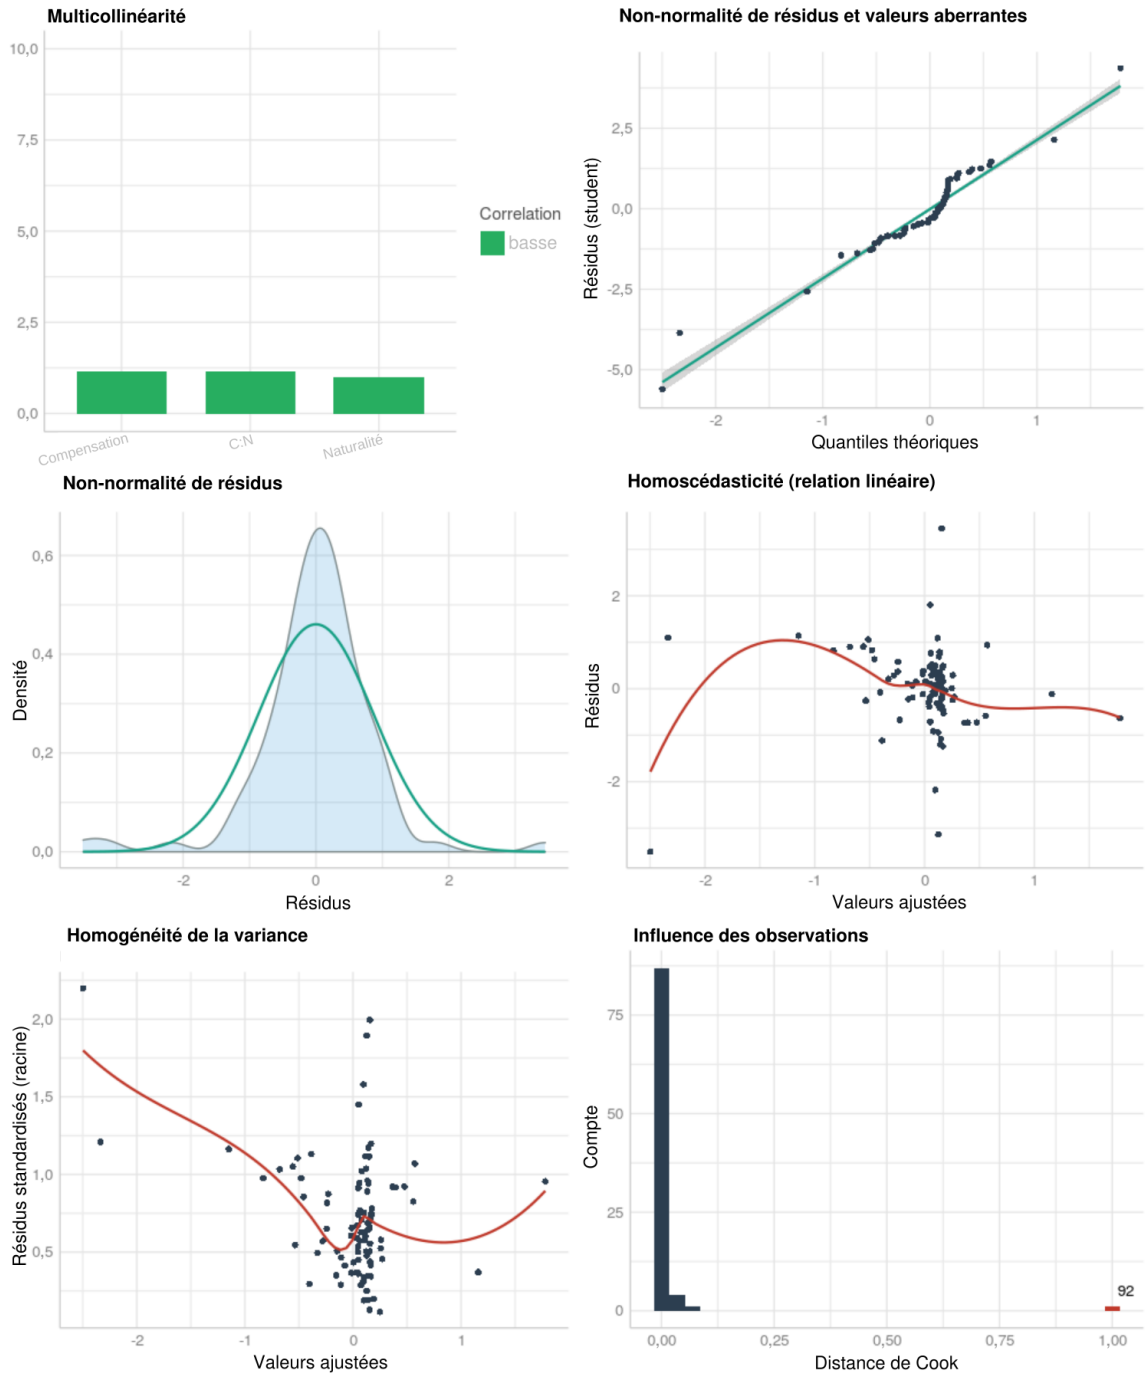 Multicollinéarité
10,0
7,5
5,0
2,5
0,0
Compensation
C:N
Naturalité
Correlation
basse
Non-normalité de résidus et valeurs aberrantes
Résidus (student)
2,5
0,0
-2,5
-5,0
-2
-1
0
1
Quantiles théoriques
Non-normalité de résidus
Densité
0,6
0,4
0,2
0,0
-2
0
2
Résidus
Homoscédasticité (relation linéaire)
Résidus
2
0
-2
-2
-1
0
1
Valeurs ajustées
Homogénéité de la variance
Résidus standardisés (racine)
2,0
1,5
1,0
0,5
-2
-1
0
1
Valeurs ajustées
Influence des observations
Compte
75
50
25
0
92
0,00
0,25
0,50
0,75
1,00
Distance de Cook